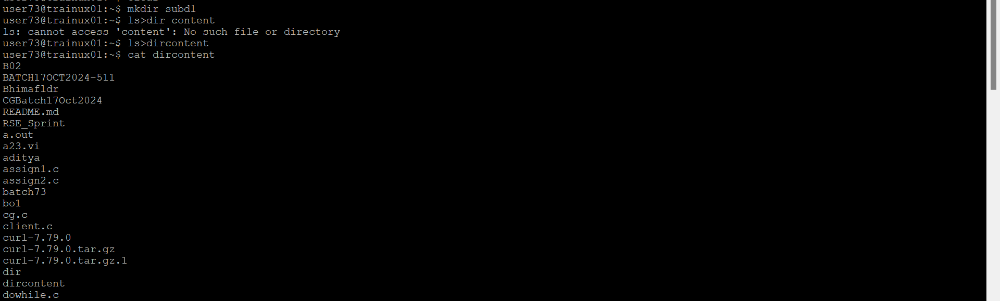 user73@trainux01:~$ mkdir subd1
user73@trainux01:~$ ls>dir content
ls: cannot access 'content': No such file or directory
user73@trainux01:~$ ls>dircontent
user73@trainux01:~$ cat dircontent
B02
BATCH17OCT2024-511
Bhimafldr
CGBatch17Oct2024
README.md
RSE_Sprint
a.out
a23.vi
aditya
assign1.c
assign2.c
batch73
bo1
cg.c
client.c
curl-7.79.0
curl-7.79.0.tar.gz
curl-7.79.0.tar.gz.1
dir
dircontent
dowhile.c